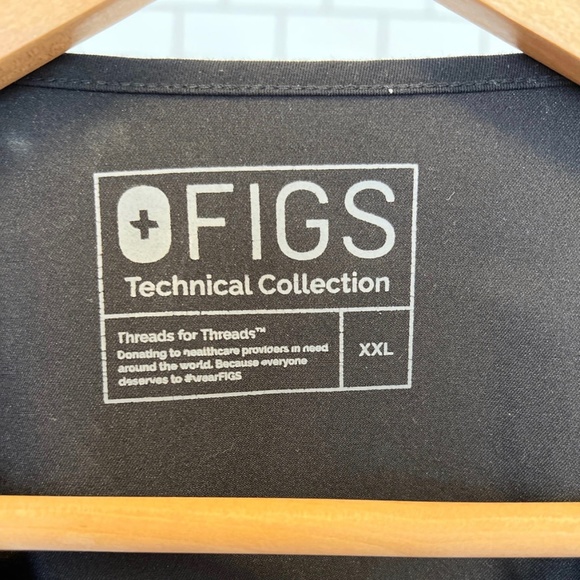 FIGS
Technical Collection
Threads for Threads™
Donating to healthcare providers in need
around the world. Because everyone
deserves to #wearFIGS
XXL